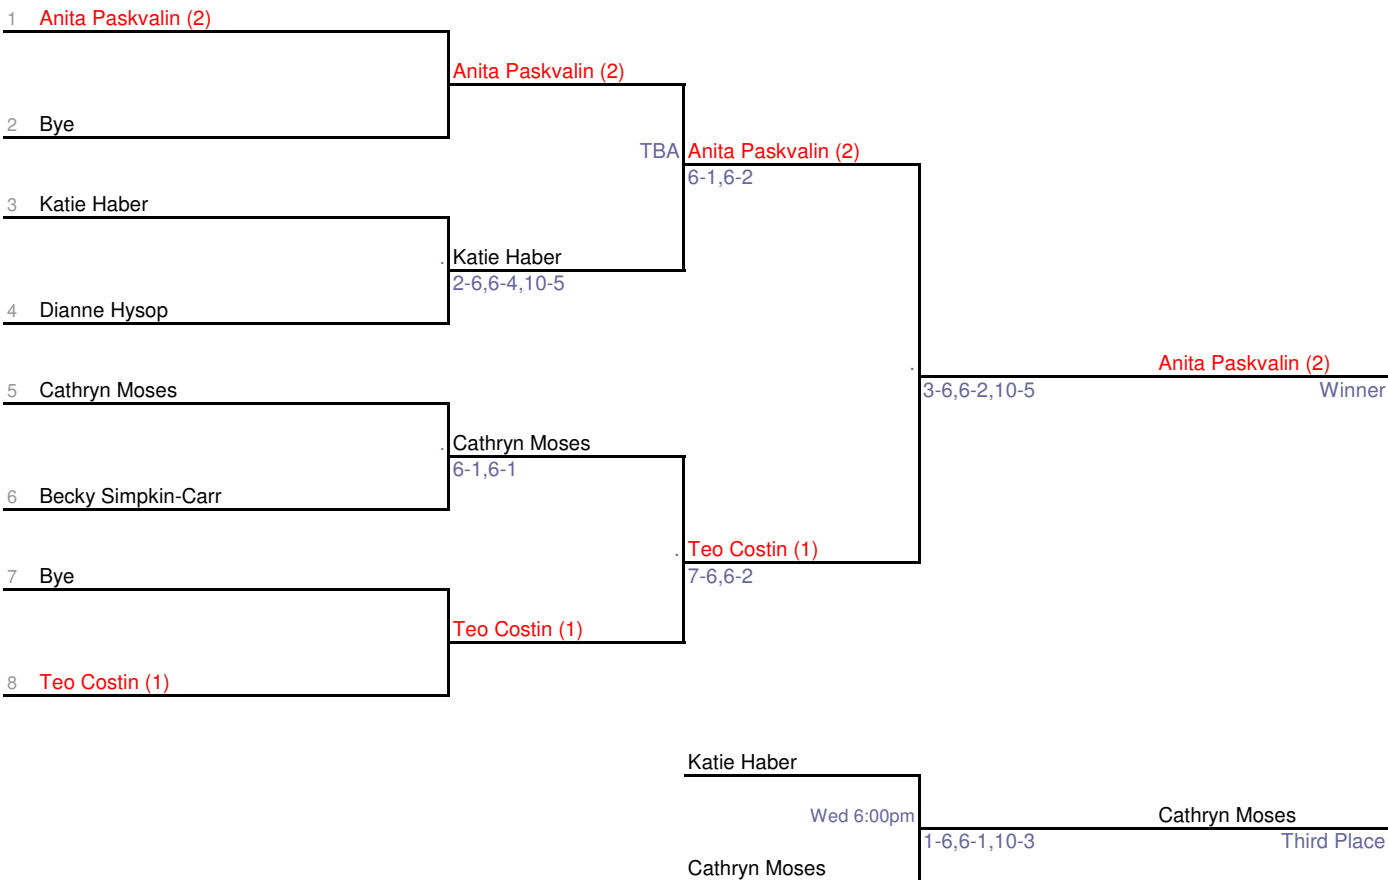 1 Anita Paskvalin (2)
Anita Paskvalin (2)
2 Bye
TBA Anita Paskvalin (2)
6-1,6-2
3 Katie Haber
. Katie Haber
2-6,6-4,10-5
4 Dianne Hysop
. Anita Paskvalin (2)
3-6,6-2,10-5 Winner
5 Cathryn Moses
. Cathryn Moses
6-1,6-1
6 Becky Simpkin-Carr
. Teo Costin (1)
7-6,6-2
7 Bye
Teo Costin (1)
8 Teo Costin (1)
Katie Haber
Wed 6:00pm Cathryn Moses
1-6,6-1,10-3 Third Place
Cathryn Moses